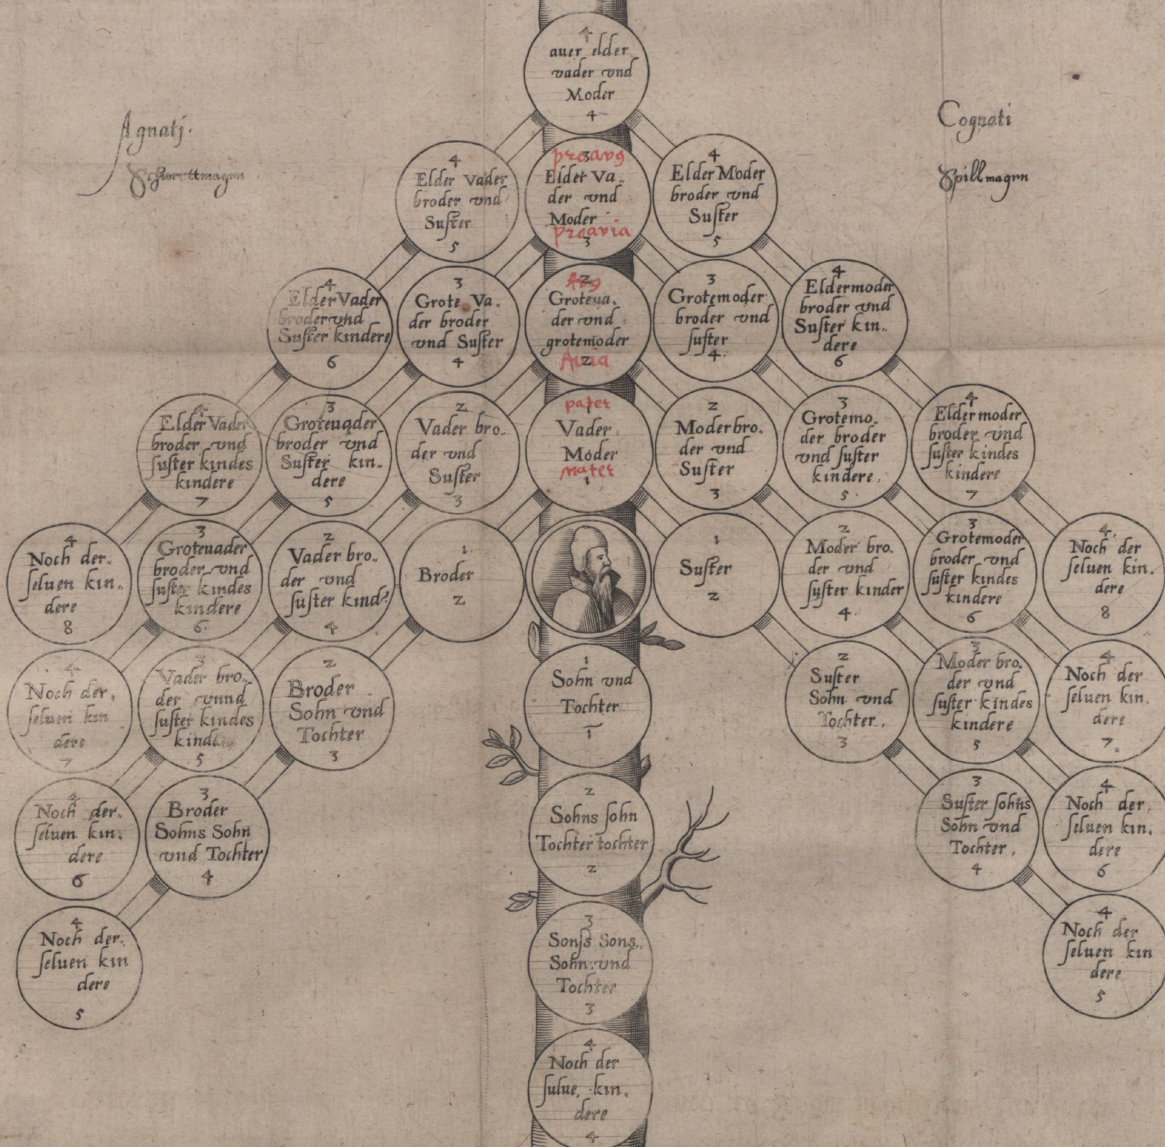 4
auer elder
vader vnd
Moder
4
Agnatj.
Cognati
Spillmagen
4
Elder Vader
broder vnd
Suster
5
proavg
3
Elder Va..
der vnd
Moder
proavia
3
4
Elder Moder
broder vnd
Suster
5
4
Elder Vader
broder vnd
Suster kindere
6
3
Grote Va.
der broder
vnd Suster
4
Avg
2
Groteua.
der vnd
grotemoder
Avia
2
3
Grotemoder
broder vnd
suster
4
4
Eldermoder
broder vnd
Suster kin..
dere
6
4
Elder Vader
broder vnd
suster kindes
kindere
7
3
Groteuader
broder vnd
Suster kin..
dere
5
2
Vader bro..
der vnd
Suster
3
pater
1
Vader
Moder
mater
1
2
Moder bro.
der vnd
Suster
3
3
Grotemo.
der broder
vnd suster
kindere.
5
4
Elder moder
broder vnd
suster kindes
kindere
7
4
Noch der..
seluen kin..
dere
8
3
Groteuader
broder vnd
suster kindes
kindere
6
2
Vader bro..
der vnd
suster kind:
4
1
Broder
2
1
Suster
2
2
Moder bro.
der vnd
suster kinder
4
3
Grotemoder
broder vnd
suster kindes
kindere
6
4
Noch der
seluen kin.
dere
8
4
Noch der.
seluen kin
dere
7
3
Vader bro.
der vnnd
suster kindes
kind
5
2
Broder
Sohn vnd
Tochter
3
1
Sohn vnd
Tochter
1
2
Suster
Sohn vnd
Tochter.
3
3
Moder bro.
der vnd
suster kindes
kindere
5
4
Noch der
seluen kin.
dere
7
4
Noch der.
seluen kin.
dere
6
3
Broder
Sohns Sohn
vnd Tochter
4
2
Sohns sohn
Tochter tochter
2
3
Suster sohns
Sohn vnd
Tochter.
4
4
Noch der
seluen kin.
dere
6
4
Noch der.
seluen kin
dere
5
3
Sonss Sons..
Sohn vnd
Tochter
3
4
Noch der
seluen kin
dere
5
4
Noch der
sulue. kin.
dere
4